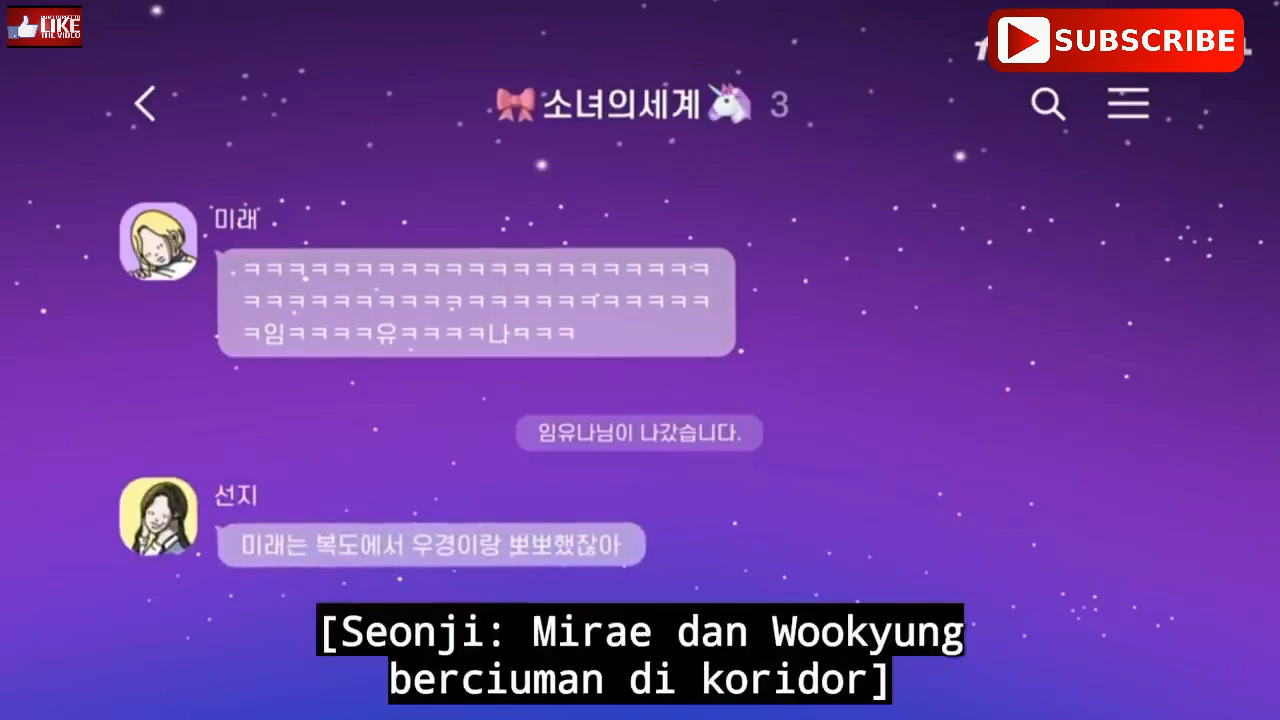 LIKE
THE VIDEO
SUBSCRIBE
🎀소녀의세계🦄 3
미래
ㅋㅋㅋㅋㅋㅋㅋㅋㅋㅋㅋㅋㅋㅋㅋㅋㅋㅋㅋㅋㅋ
ㅋㅋㅋㅋㅋㅋㅋㅋㅋㅋㅋㅋㅋㅋㅋㅋㅋㅋㅋㅋㅋ
ㅋ임ㅋㅋㅋㅋ유ㅋㅋㅋㅋ나ㅋㅋㅋ
임유나님이 나갔습니다.
선지
미래는 복도에서 우경이랑 뽀뽀했잖아
[Seonji: Mirae dan Wookyung
berciuman di koridor]